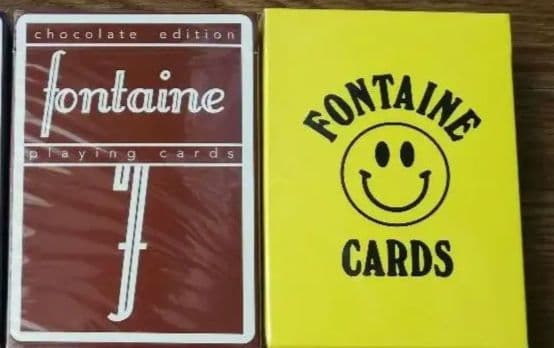 chocolate edition
fontaine
playing cards
f
FONTAINE
CARDS